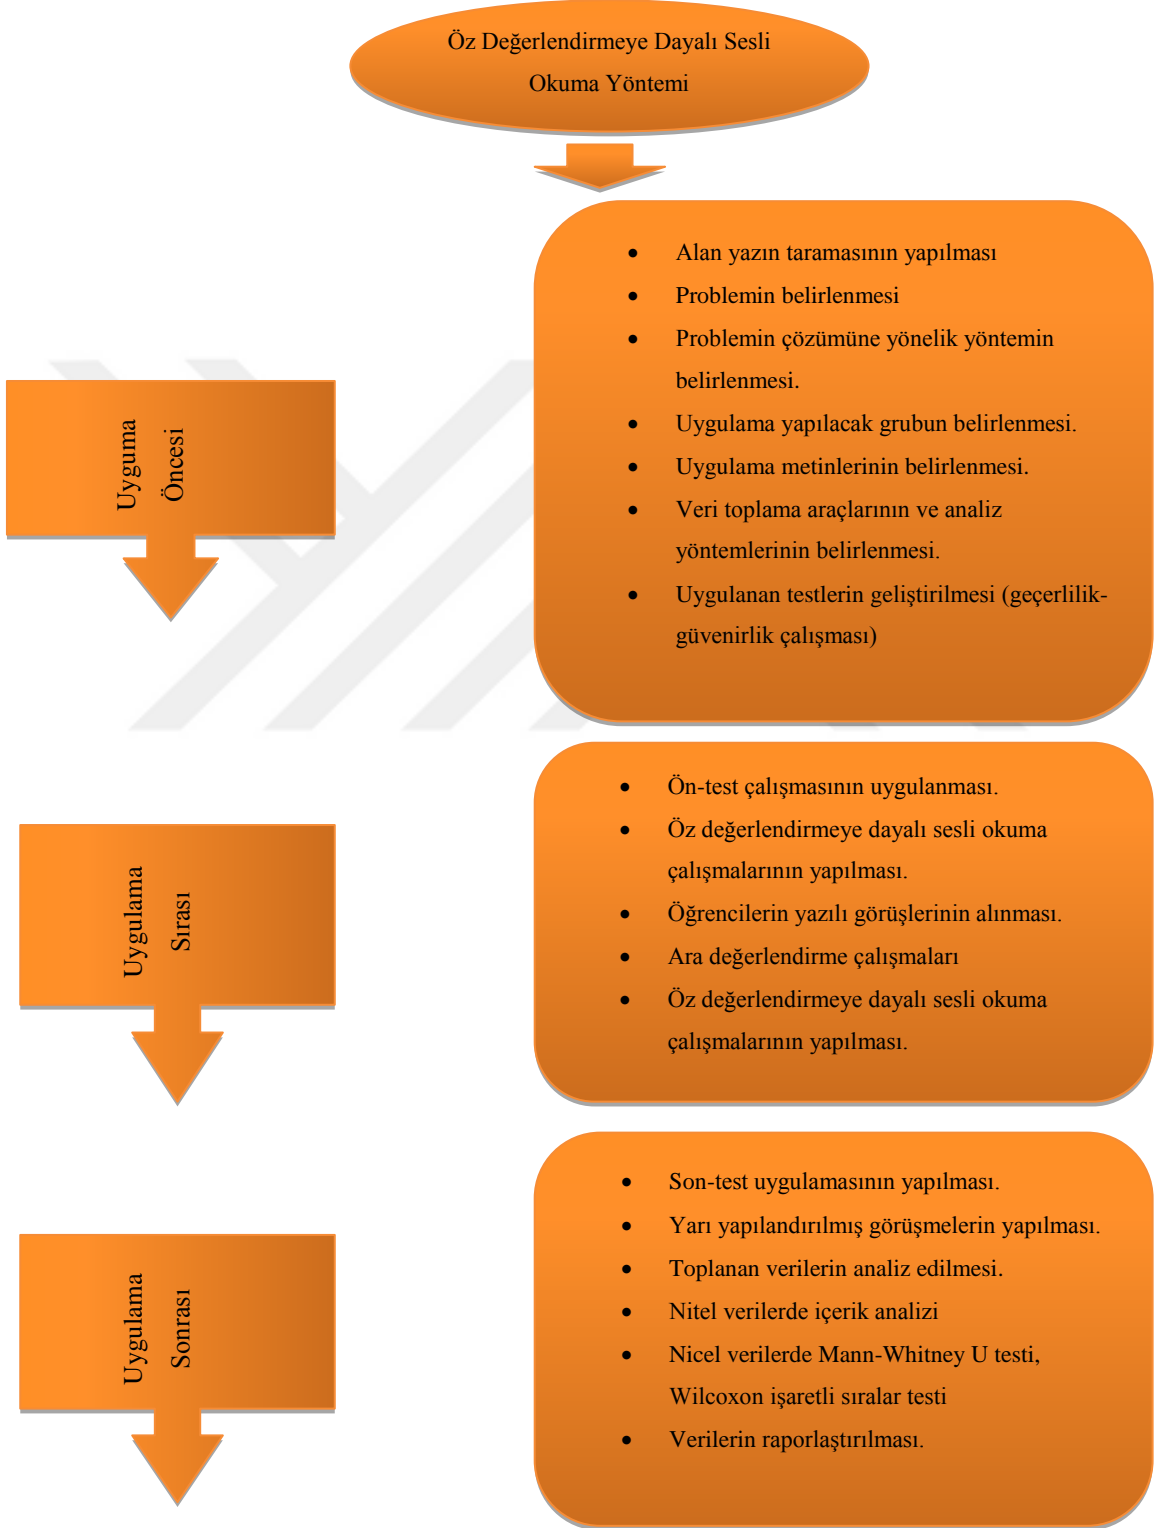 Öz Değerlendirmeye Dayalı Sesli
Okuma Yöntemi
Uyguma
Öncesi
• Alan yazın taramasının yapılması
• Problemin belirlenmesi
• Problemin çözümüne yönelik yöntemin
belirlenmesi.
• Uygulama yapılacak grubun belirlenmesi.
• Uygulama metinlerinin belirlenmesi.
• Veri toplama araçlarının ve analiz
yöntemlerinin belirlenmesi.
• Uygulanan testlerin geliştirilmesi (geçerlilik-
güvenirlik çalışması)
Uygulama
Sırası
• Ön-test çalışmasının uygulanması.
• Öz değerlendirmeye dayalı sesli okuma
çalışmalarının yapılması.
• Öğrencilerin yazılı görüşlerinin alınması.
• Ara değerlendirme çalışmaları
• Öz değerlendirmeye dayalı sesli okuma
çalışmalarının yapılması.
Uygulama
Sonrası
• Son-test uygulamasının yapılması.
• Yarı yapılandırılmış görüşmelerin yapılması.
• Toplanan verilerin analiz edilmesi.
• Nitel verilerde içerik analizi
• Nicel verilerde Mann-Whitney U testi,
Wilcoxon işaretli sıralar testi
• Verilerin raporlaştırılması.